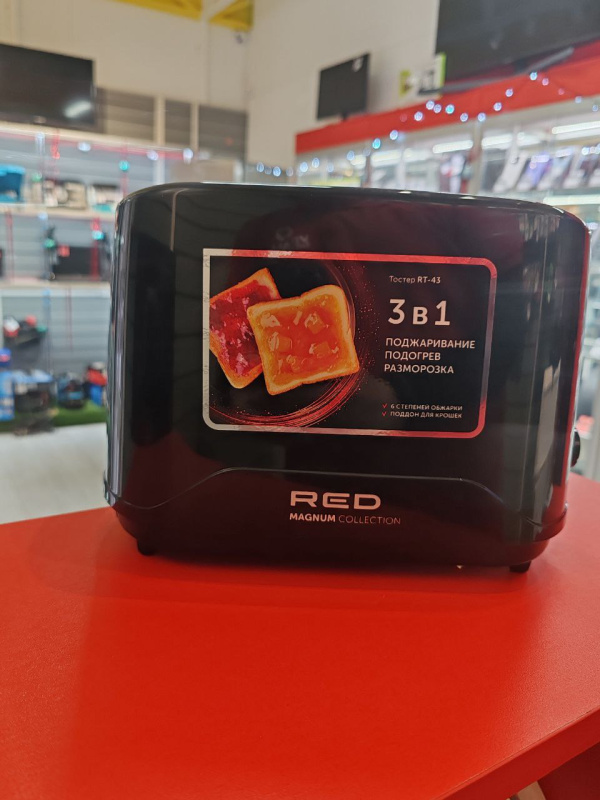 Тостер RT-43
3 в 1
ПОДЖАРИВАНИЕ
ПОДОГРЕВ
РАЗМОРОЗКА
✓ 6 СТЕПЕНЕЙ ОБЖАРКИ
✓ ПОДДОН ДЛЯ КРОШЕК
RED
MAGNUM COLLECTION